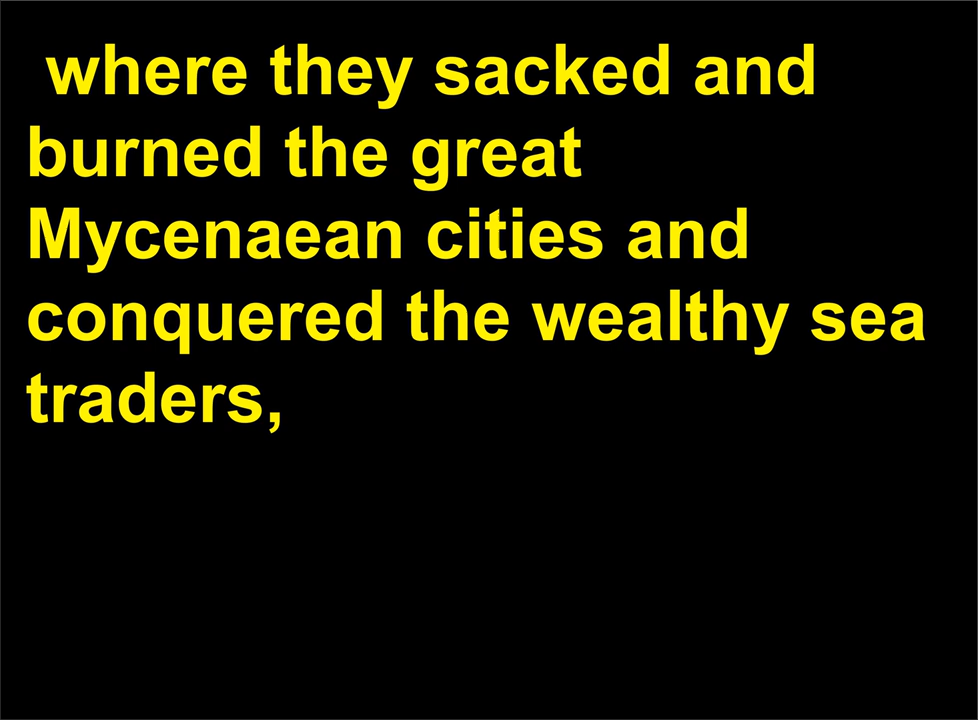 where they sacked and
burned the great
Mycenaean cities and
conquered the wealthy sea
traders,